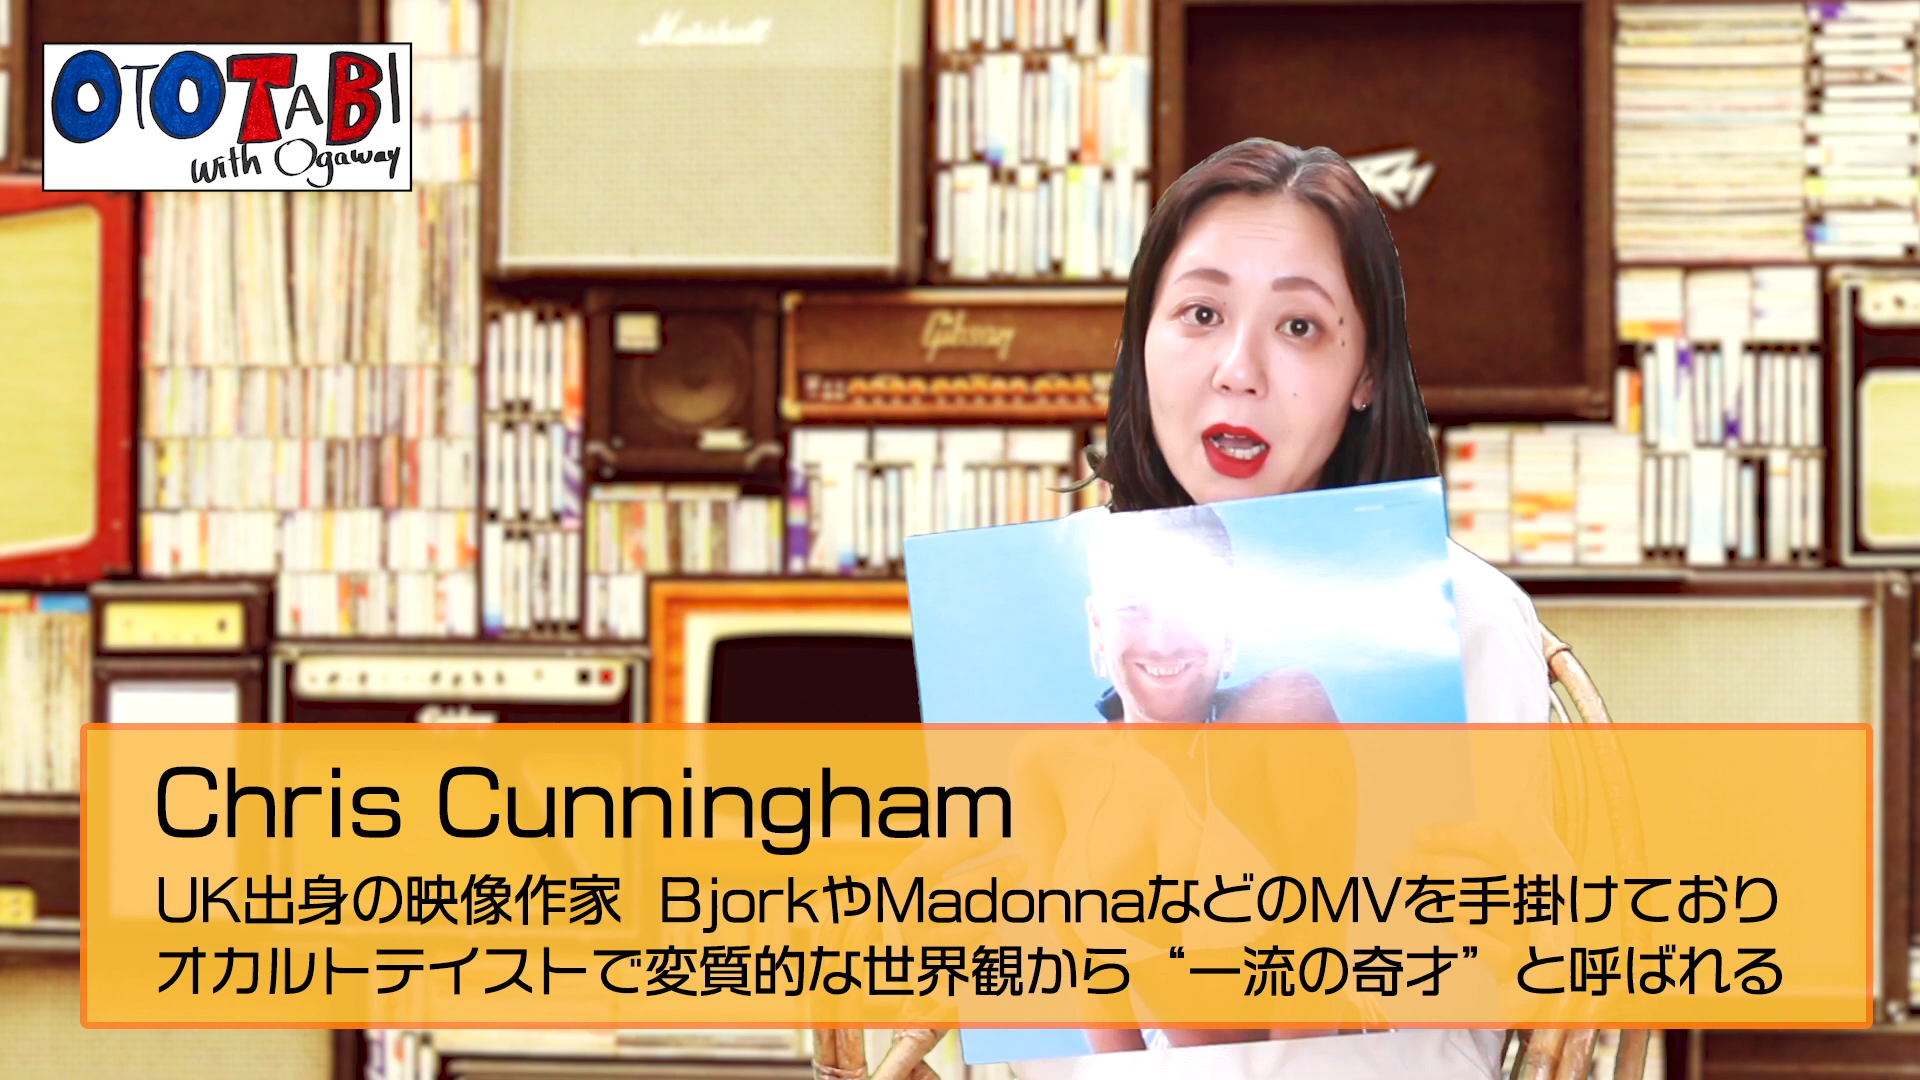 OTOTABI
with Ogaway
Marshall
Gibson
Chris Cunningham
UK出身の映像作家 BjorkやMadonnaなどのMVを手掛けており
オカルトテイストで変質的な世界観から“一流の奇才”と呼ばれる